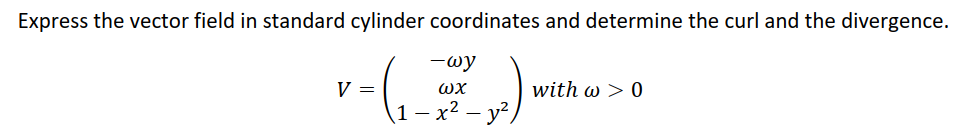 Express the vector field in standard cylinder coordinates and determine the curl and the divergence.
−ωy
V = ( ωx ) with ω > 0
1 − x² − y²